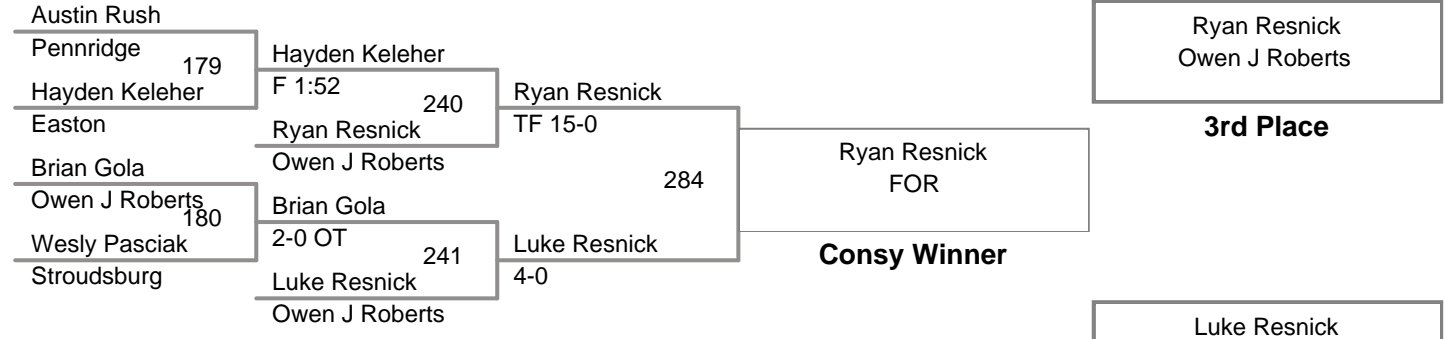 Austin Rush
Pennridge
179
Hayden Keleher
Easton
Brian Gola
Owen J Roberts
180
Wesly Pasciak
Stroudsburg
Hayden Keleher
F 1:52
240
Ryan Resnick
Owen J Roberts
Brian Gola
2-0 OT
241
Luke Resnick
Owen J Roberts
Ryan Resnick
TF 15-0
284
Luke Resnick
4-0
Ryan Resnick
FOR
Consy Winner
Ryan Resnick
Owen J Roberts
3rd Place
Luke Resnick